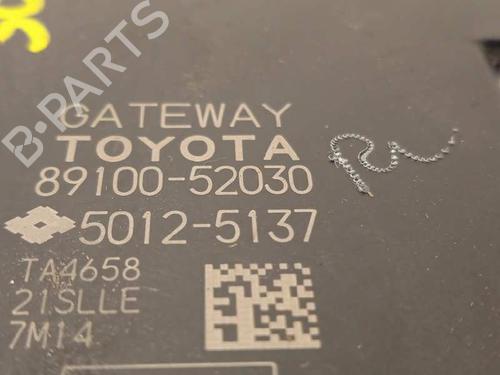 B-PARTS
GATEWAY
TOYOTA
89100-52030
5012-5137
TA4658
21SLLE
7M14